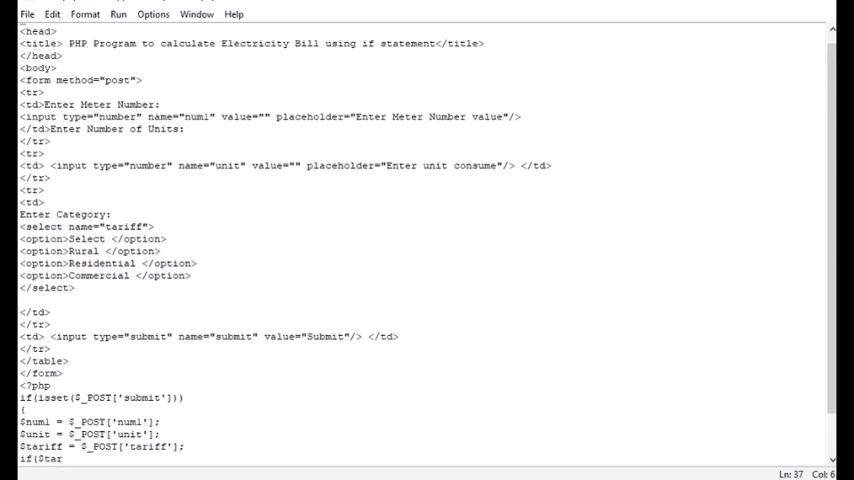 File Edit Format Run Options Window Help
<head>
<title> PHP Program to calculate Electricity Bill using if statement</title>
</head>
<body>
<form method="post">
<tr>
<td>Enter Meter Number:
<input type="number" name="num1" value="" placeholder="Enter Meter Number value"/>
</td>Enter Number of Units:
</tr>
<tr>
<td> <input type="number" name="unit" value="" placeholder="Enter unit consume"/> </td>
</tr>
<tr>
<td>
Enter Category:
<select name="tariff">
<option>Select </option>
<option>Rural </option>
<option>Residential </option>
<option>Commercial </option>
</select>
</td>
</tr>
<td> <input type="submit" name="submit" value="Submit"/> </td>
</tr>
</table>
</form>
<?php
if(isset($_POST['submit']))
{
$num1 = $_POST['num1'];
$unit = $_POST['unit'];
$tariff = $_POST['tariff'];
if($tar
Ln: 37 Col: 6